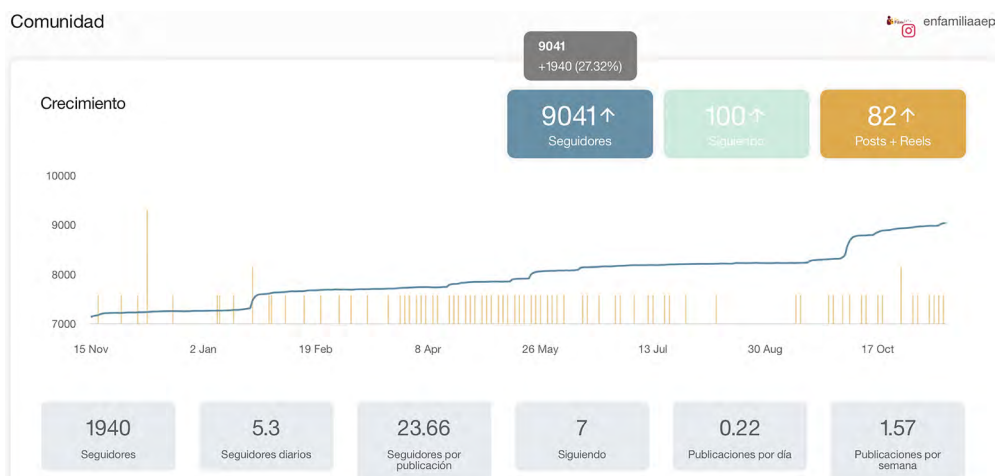 Comunidad
enfamiliaaep
9041
+1940 (27.32%)
Crecimiento
9041↑
Seguidores
100↑
Siguiendo
82↑
Posts + Reels
10000
9000
8000
7000
15 Nov
2 Jan
19 Feb
8 Apr
26 May
13 Jul
30 Aug
17 Oct
1940
Seguidores
5.3
Seguidores diarios
23.66
Seguidores por
publicación
7
Siguiendo
0.22
Publicaciones por día
1.57
Publicaciones por
semana